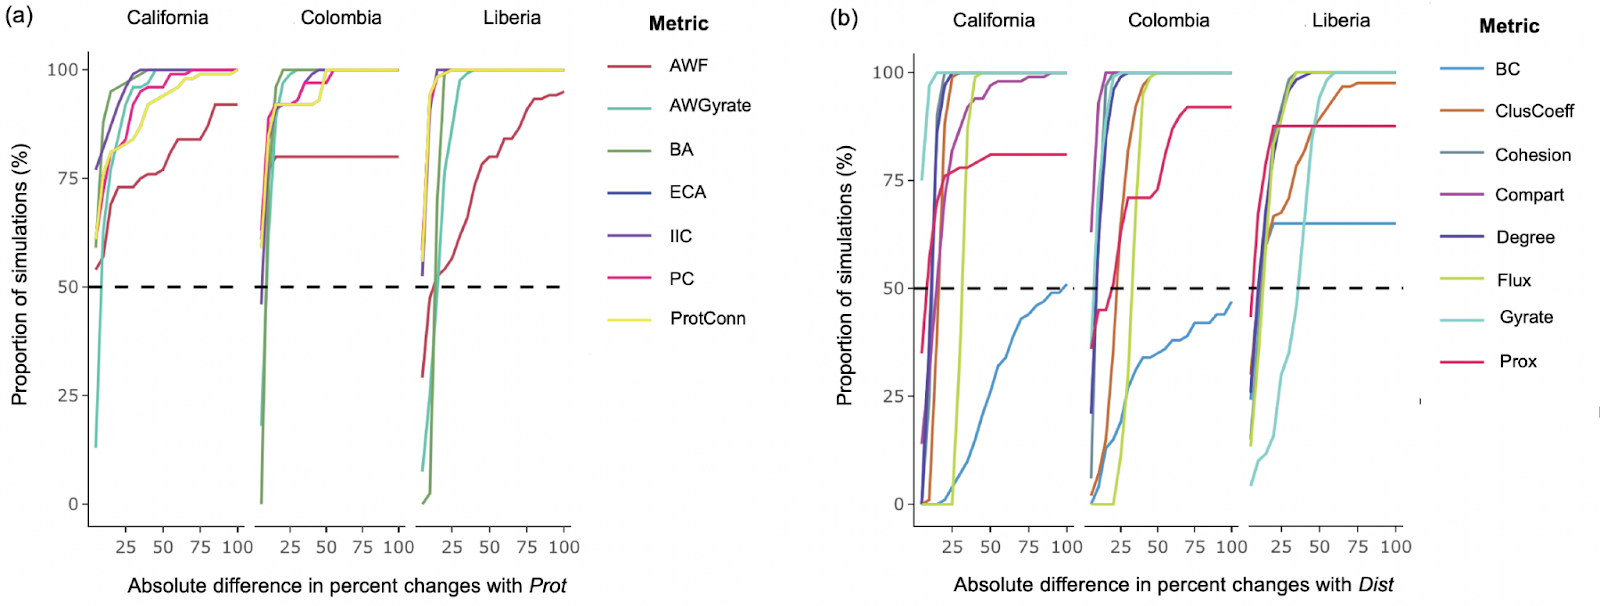 (a)
California
Colombia
Liberia
Metric
AWF
AWGyrate
BA
ECA
IIC
PC
ProtConn
Proportion of simulations (%)
100
75
50
25
0
25 50 75 100
25 50 75 100
25 50 75 100
Absolute difference in percent changes with Prot
(b)
California
Colombia
Liberia
Metric
BC
ClusCoeff
Cohesion
Compart
Degree
Flux
Gyrate
Prox
Proportion of simulations (%)
100
75
50
25
0
25 50 75 100
25 50 75 100
25 50 75 100
Absolute difference in percent changes with Dist